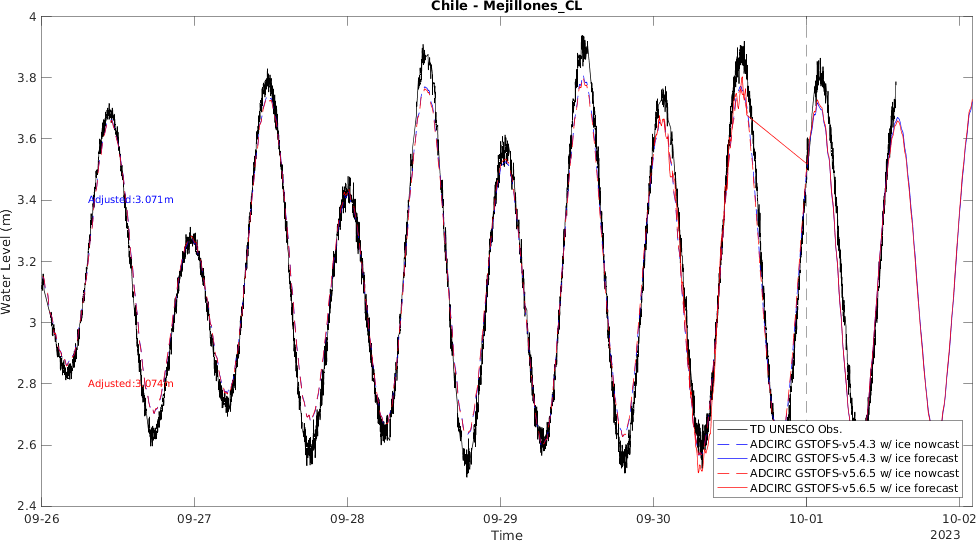 Chile - Mejillones_CL
4
3.8
3.6
3.4
3.2
3
2.8
2.6
2.4
Water Level (m)
Adjusted:3.071m
Adjusted:3.074m
TD UNESCO Obs.
ADCIRC GSTOFS-v5.4.3 w/ ice nowcast
ADCIRC GSTOFS-v5.4.3 w/ ice forecast
ADCIRC GSTOFS-v5.6.5 w/ ice nowcast
ADCIRC GSTOFS-v5.6.5 w/ ice forecast
09-26 09-27 09-28 09-29 09-30 10-01 10-02
Time
2023